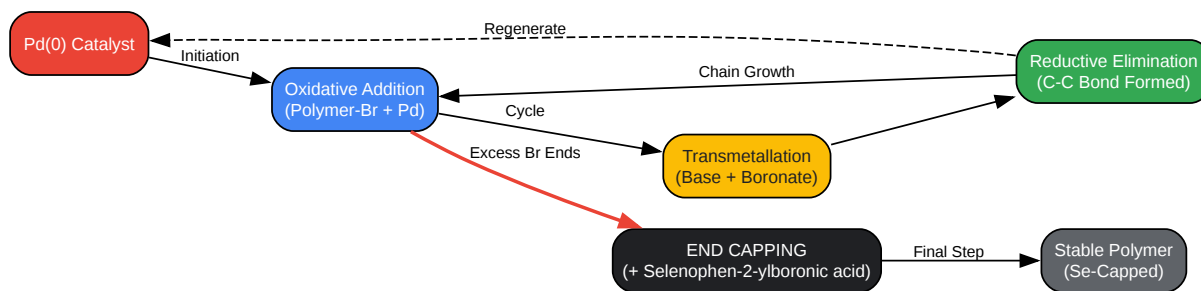 Regenerate
Pd(0) Catalyst
Initiation
Reductive Elimination
(C-C Bond Formed)
Chain Growth
Oxidative Addition
(Polymer-Br + Pd)
Cycle
Excess Br Ends
Transmetallation
(Base + Boronate)
END CAPPING
(+ Selenophen-2-ylboronic acid)
Final Step
Stable Polymer
(Se-Capped)